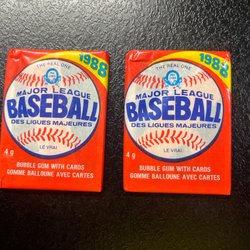 THE REAL ONE
1988
MAJOR LEAGUE
BASEBALL
DES LIGUES MAJEURES
LE VRAI
4 g
BUBBLE GUM WITH CARDS
GOMME BALLOUNE AVEC CARTES
THE REAL ONE
1988
MAJOR LEAGUE
BASEBALL
DES LIGUES MAJEURES
LE VRAI
4 g
BUBBLE GUM WITH CARDS
GOMME BALLOUNE AVEC CARTES